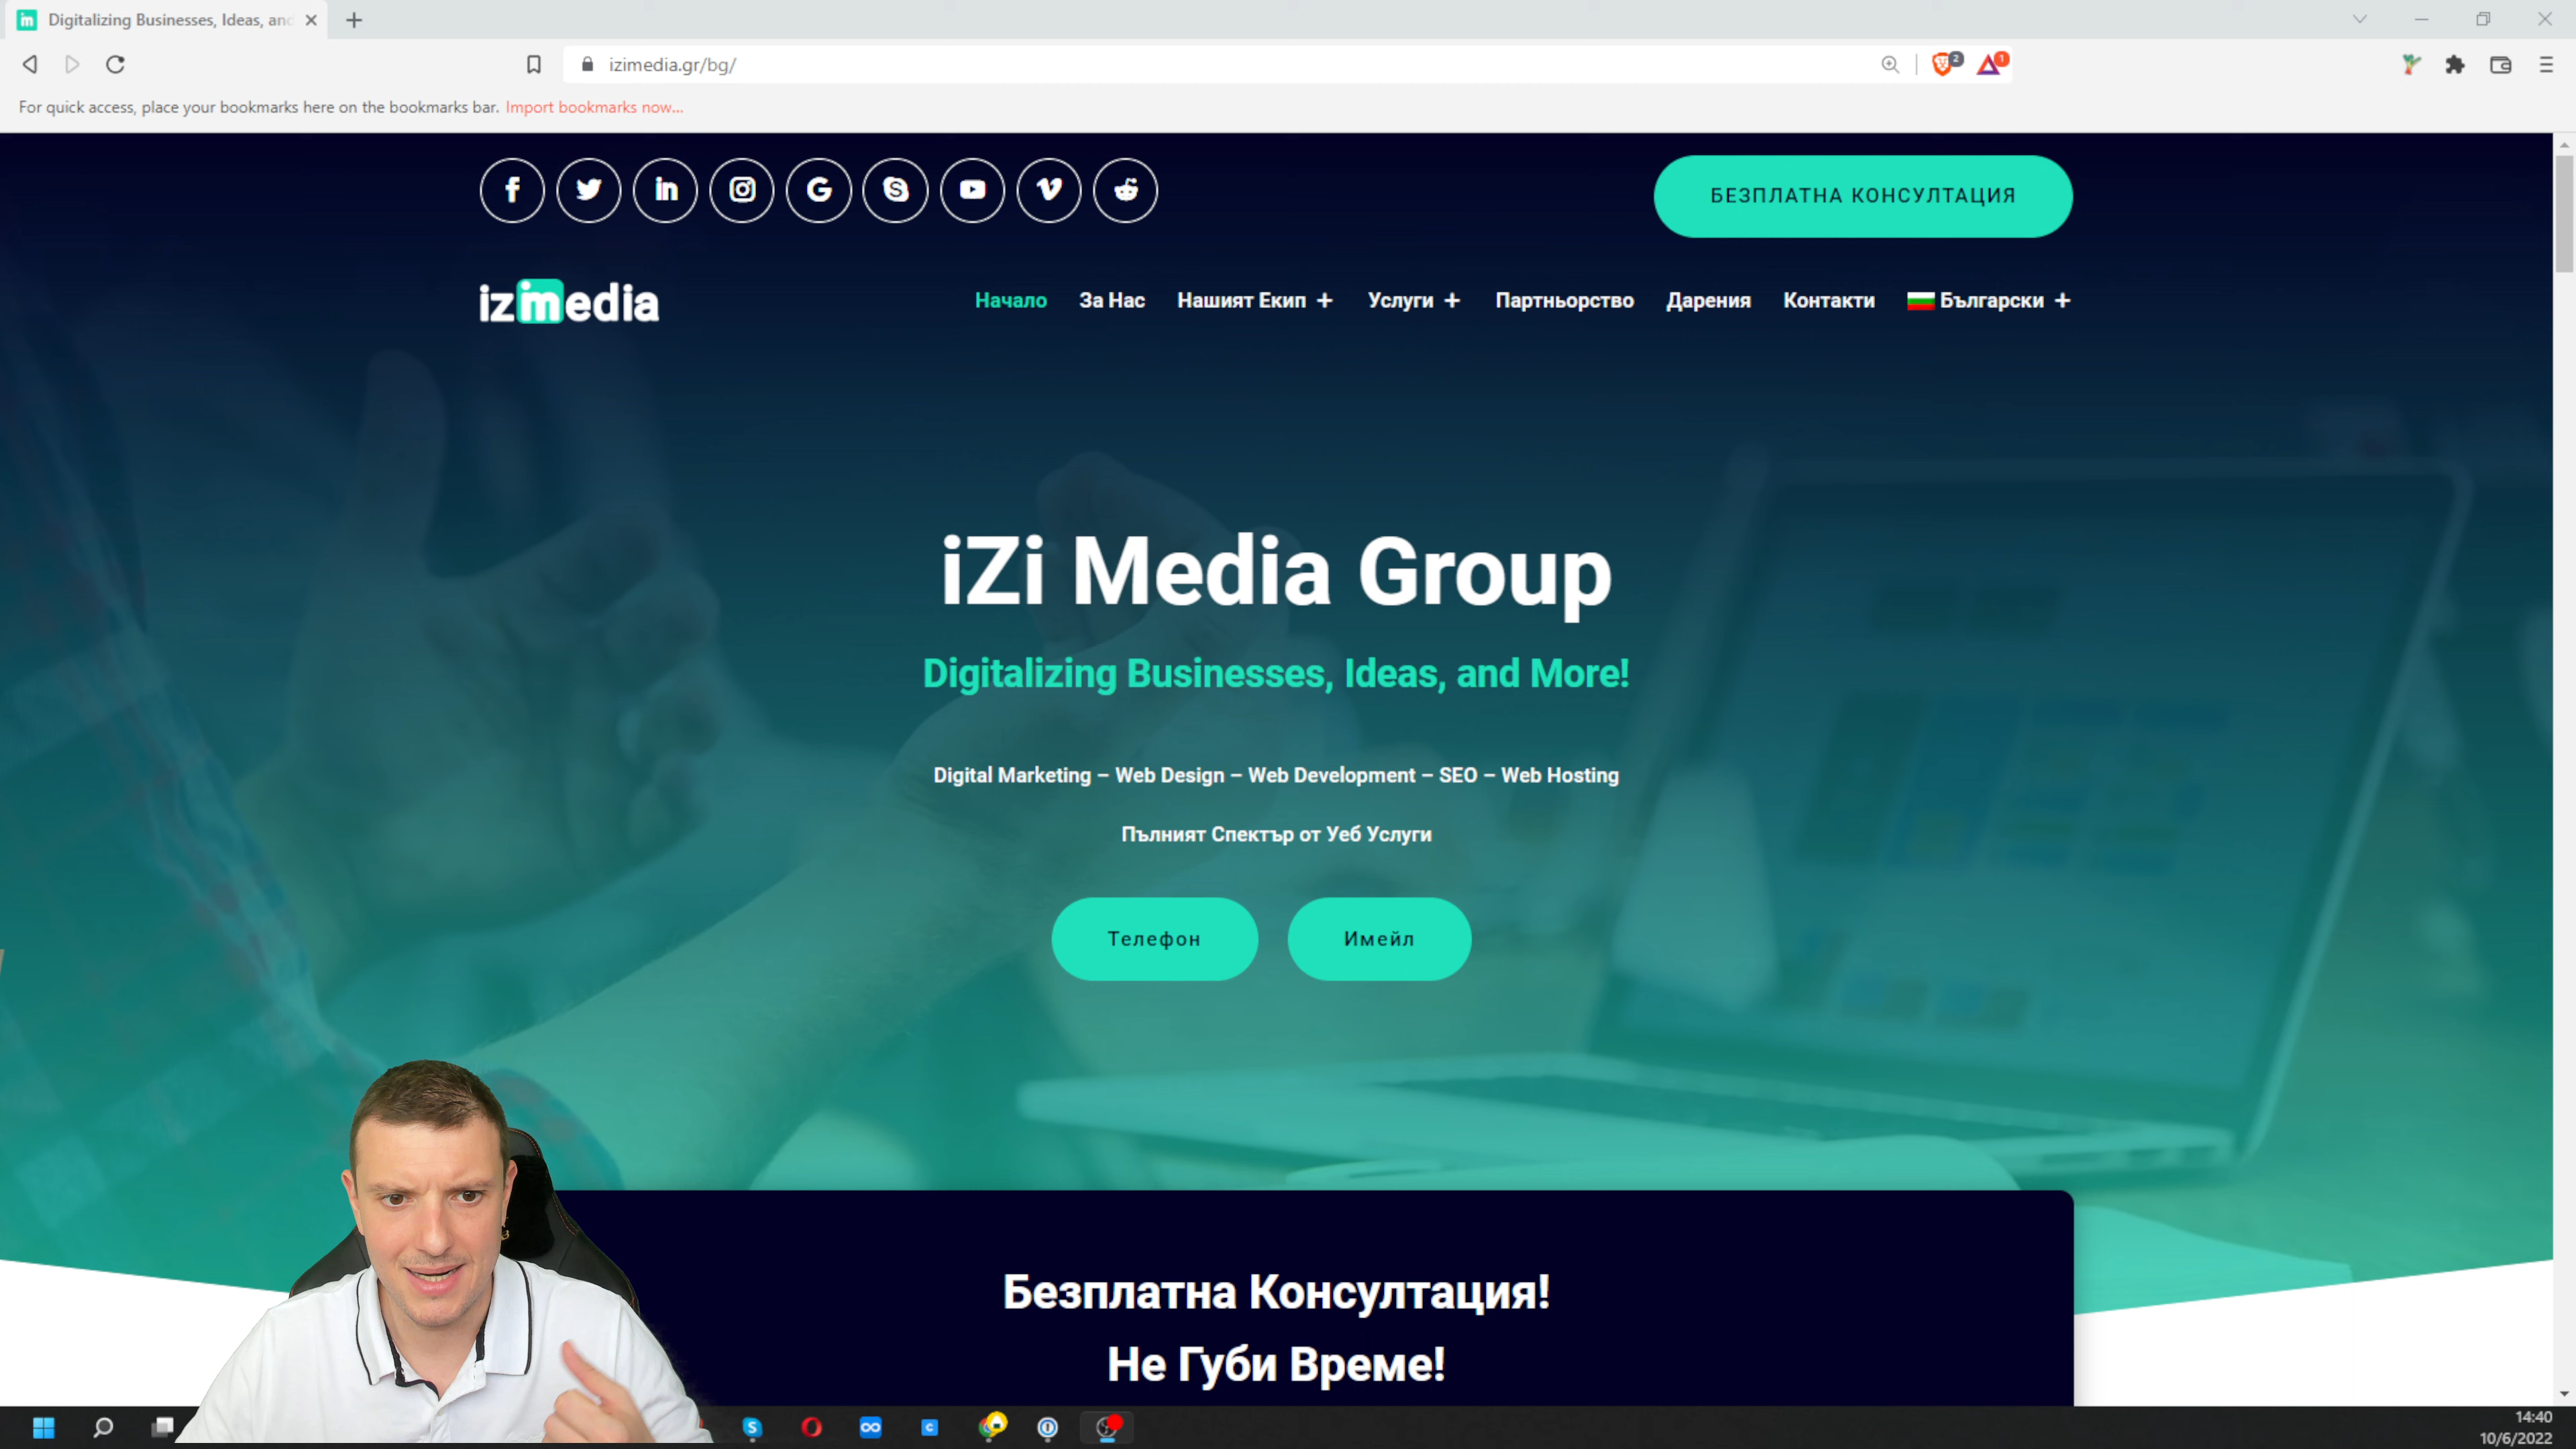 Digitalizing Businesses, Ideas, and
izimedia.gr/bg/
2
1
For quick access, place your bookmarks here on the bookmarks bar. Import bookmarks now...
БЕЗПЛАТНА КОНСУЛТАЦИЯ
izimedia
Начало За Нас Нашият Екип + Услуги + Партньорство Дарения Контакти Български +
iZi Media Group
Digitalizing Businesses, Ideas, and More!
Digital Marketing – Web Design – Web Development – SEO – Web Hosting
Пълният Спектър от Уеб Услуги
Телефон Имейл
Безплатна Консултация!
Не Губи Време!
14:40
10/6/2022